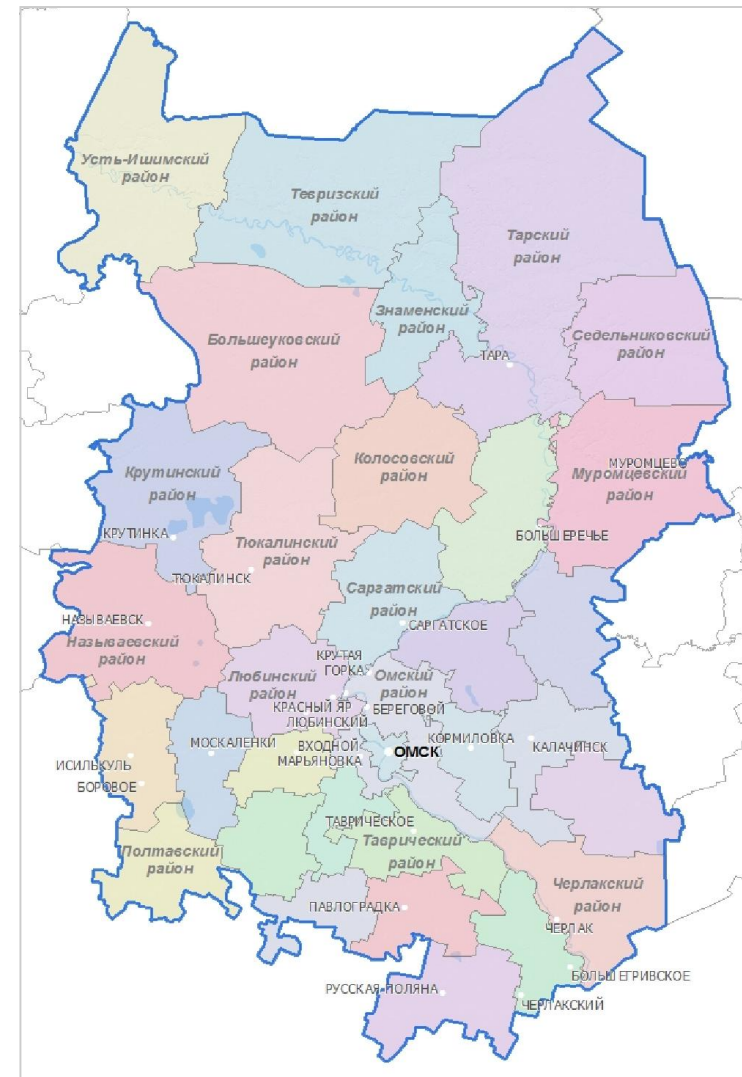 Усть-Ишимский
район
Тевризский
район
Тарский
район
Знаменский
район
Большеуковский
район
Седельниковский
район
ТАРА
Колосовский
район
Крутинский
район
МУРОМЦЕВО
Муромцевский
район
КРУТИНКА
БОЛЬШЕРЕЧЬЕ
Тюкалинский
район
ТЮКАЛИНСК
Саргатский
район
НАЗЫВАЕВСК
САРГАТСКОЕ
Называевский
район
КРУТАЯ
ГОРКА
Любинский
район
Омский
район
КРАСНЫЙ ЯР
БЕРЕГОВОЙ
ЛЮБИНСКИЙ
МОСКАЛЕНКИ
ВХОДНОЙ
МАРЬЯНОВКА
ОМСК
КОРМИЛОВКА
КАЛАЧИНСК
ИСИЛЬКУЛЬ
БОРОВОЕ
ТАВРИЧЕСКОЕ
Таврический
район
Полтавский
район
Черлакский
район
ПАВЛОГРАДКА
ЧЕРЛАК
БОЛЬШЕГРИВСКОЕ
РУССКАЯ ПОЛЯНА
ЧЕРЛАКСКИЙ